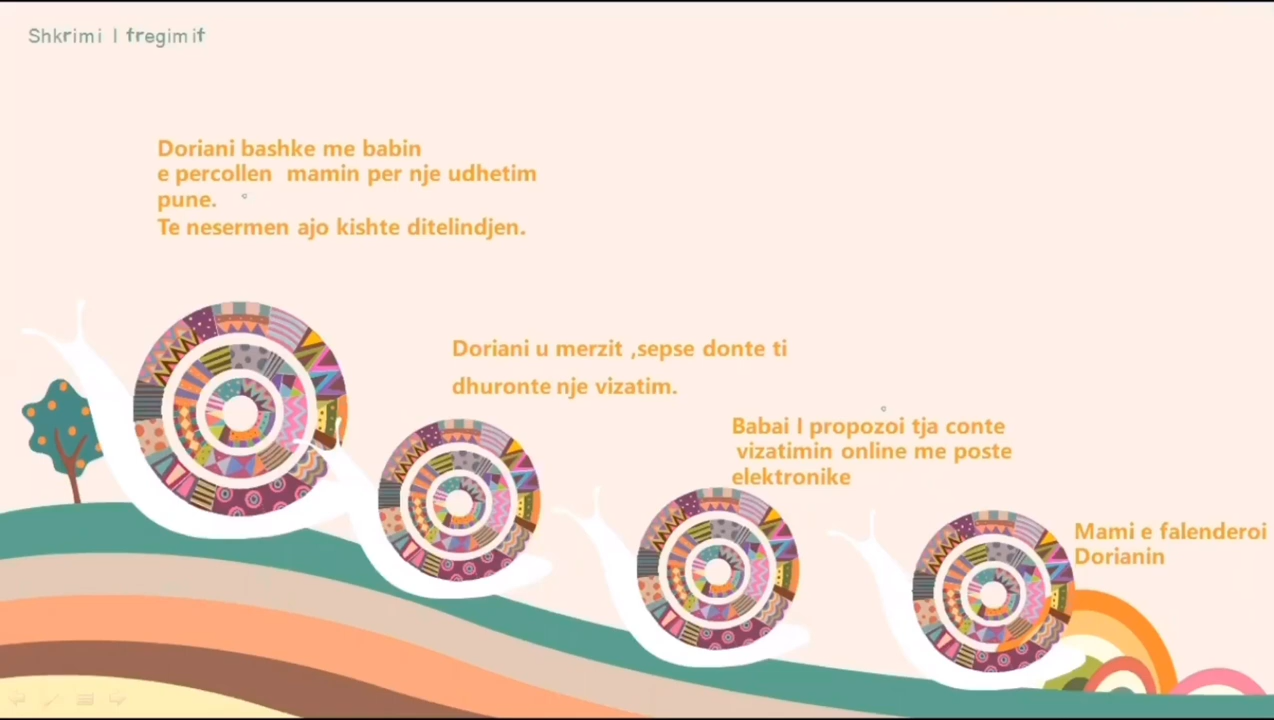 Shkrimi I tregimit
Doriani bashke me babin
e percollen mamin per nje udhetim
pune.
Te nesermen ajo kishte ditelindjen.
Doriani u merzit ,sepse donte ti
dhuronte nje vizatim.
Babai I propozoi tja conte
vizatimin online me poste
elektronike
Mami e falenderoi
Dorianin